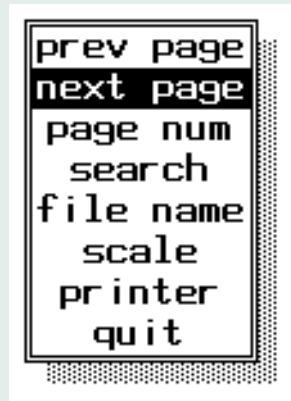 prev page
next page
page num
search
file name
scale
printer
quit